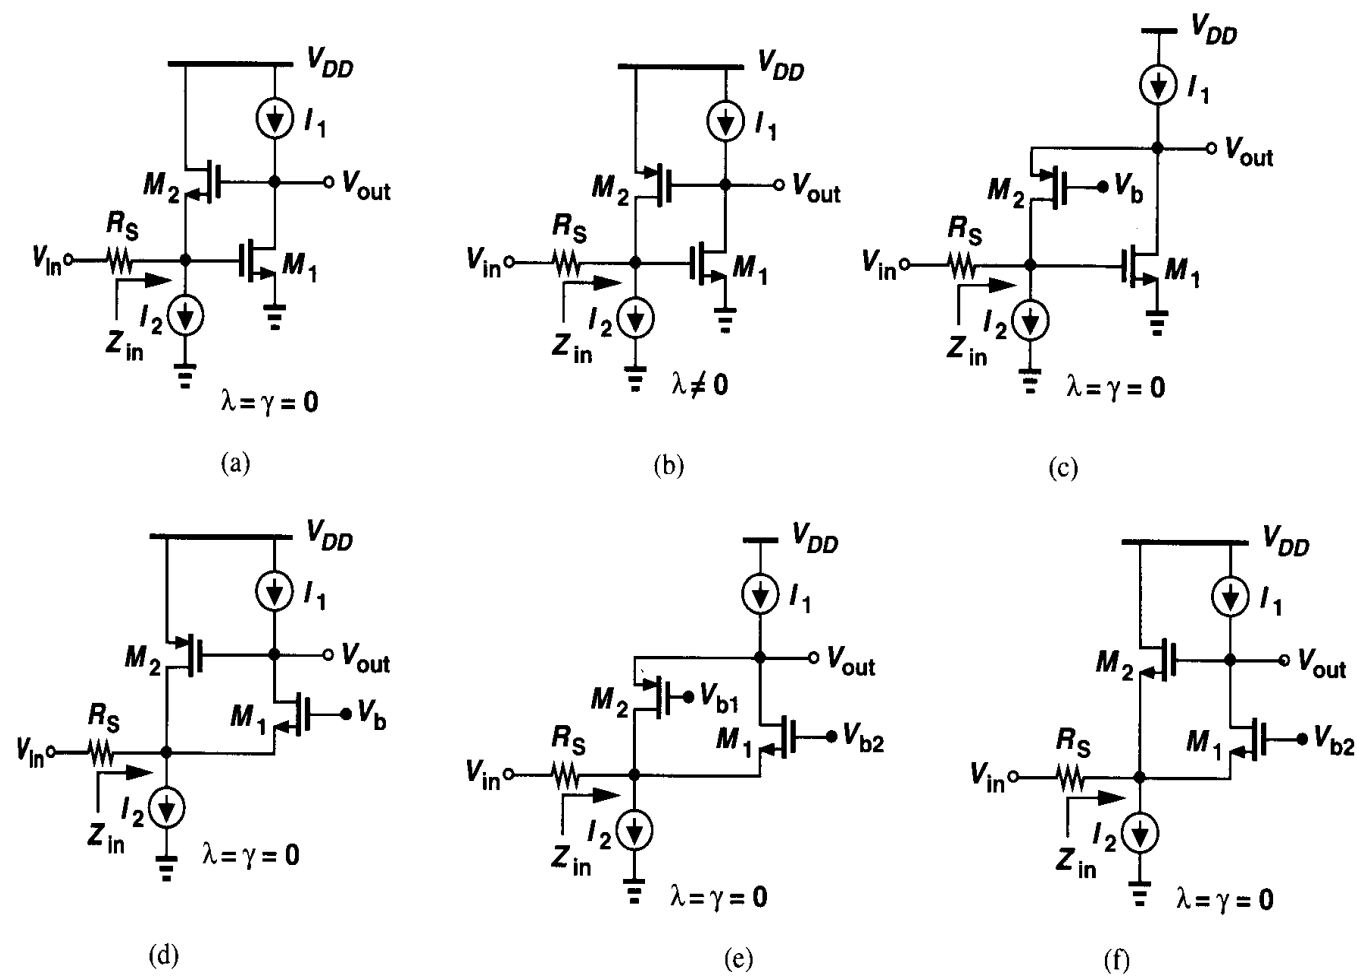 V_DD
I_1
M_2
V_out
R_S
V_in
M_1
I_2
Z_in
λ = γ = 0
(a)
V_DD
I_1
M_2
V_out
R_S
V_in
M_1
I_2
Z_in
λ ≠ 0
(b)
V_DD
I_1
V_out
M_2
V_b
R_S
V_in
M_1
I_2
Z_in
λ = γ = 0
(c)
V_DD
I_1
M_2
V_out
R_S
M_1
V_b
V_in
I_2
Z_in
λ = γ = 0
(d)
V_DD
I_1
V_out
M_2
V_b1
R_S
M_1
V_b2
V_in
I_2
Z_in
λ = γ = 0
(e)
V_DD
I_1
M_2
V_out
R_S
M_1
V_b2
V_in
I_2
Z_in
λ = γ = 0
(f)